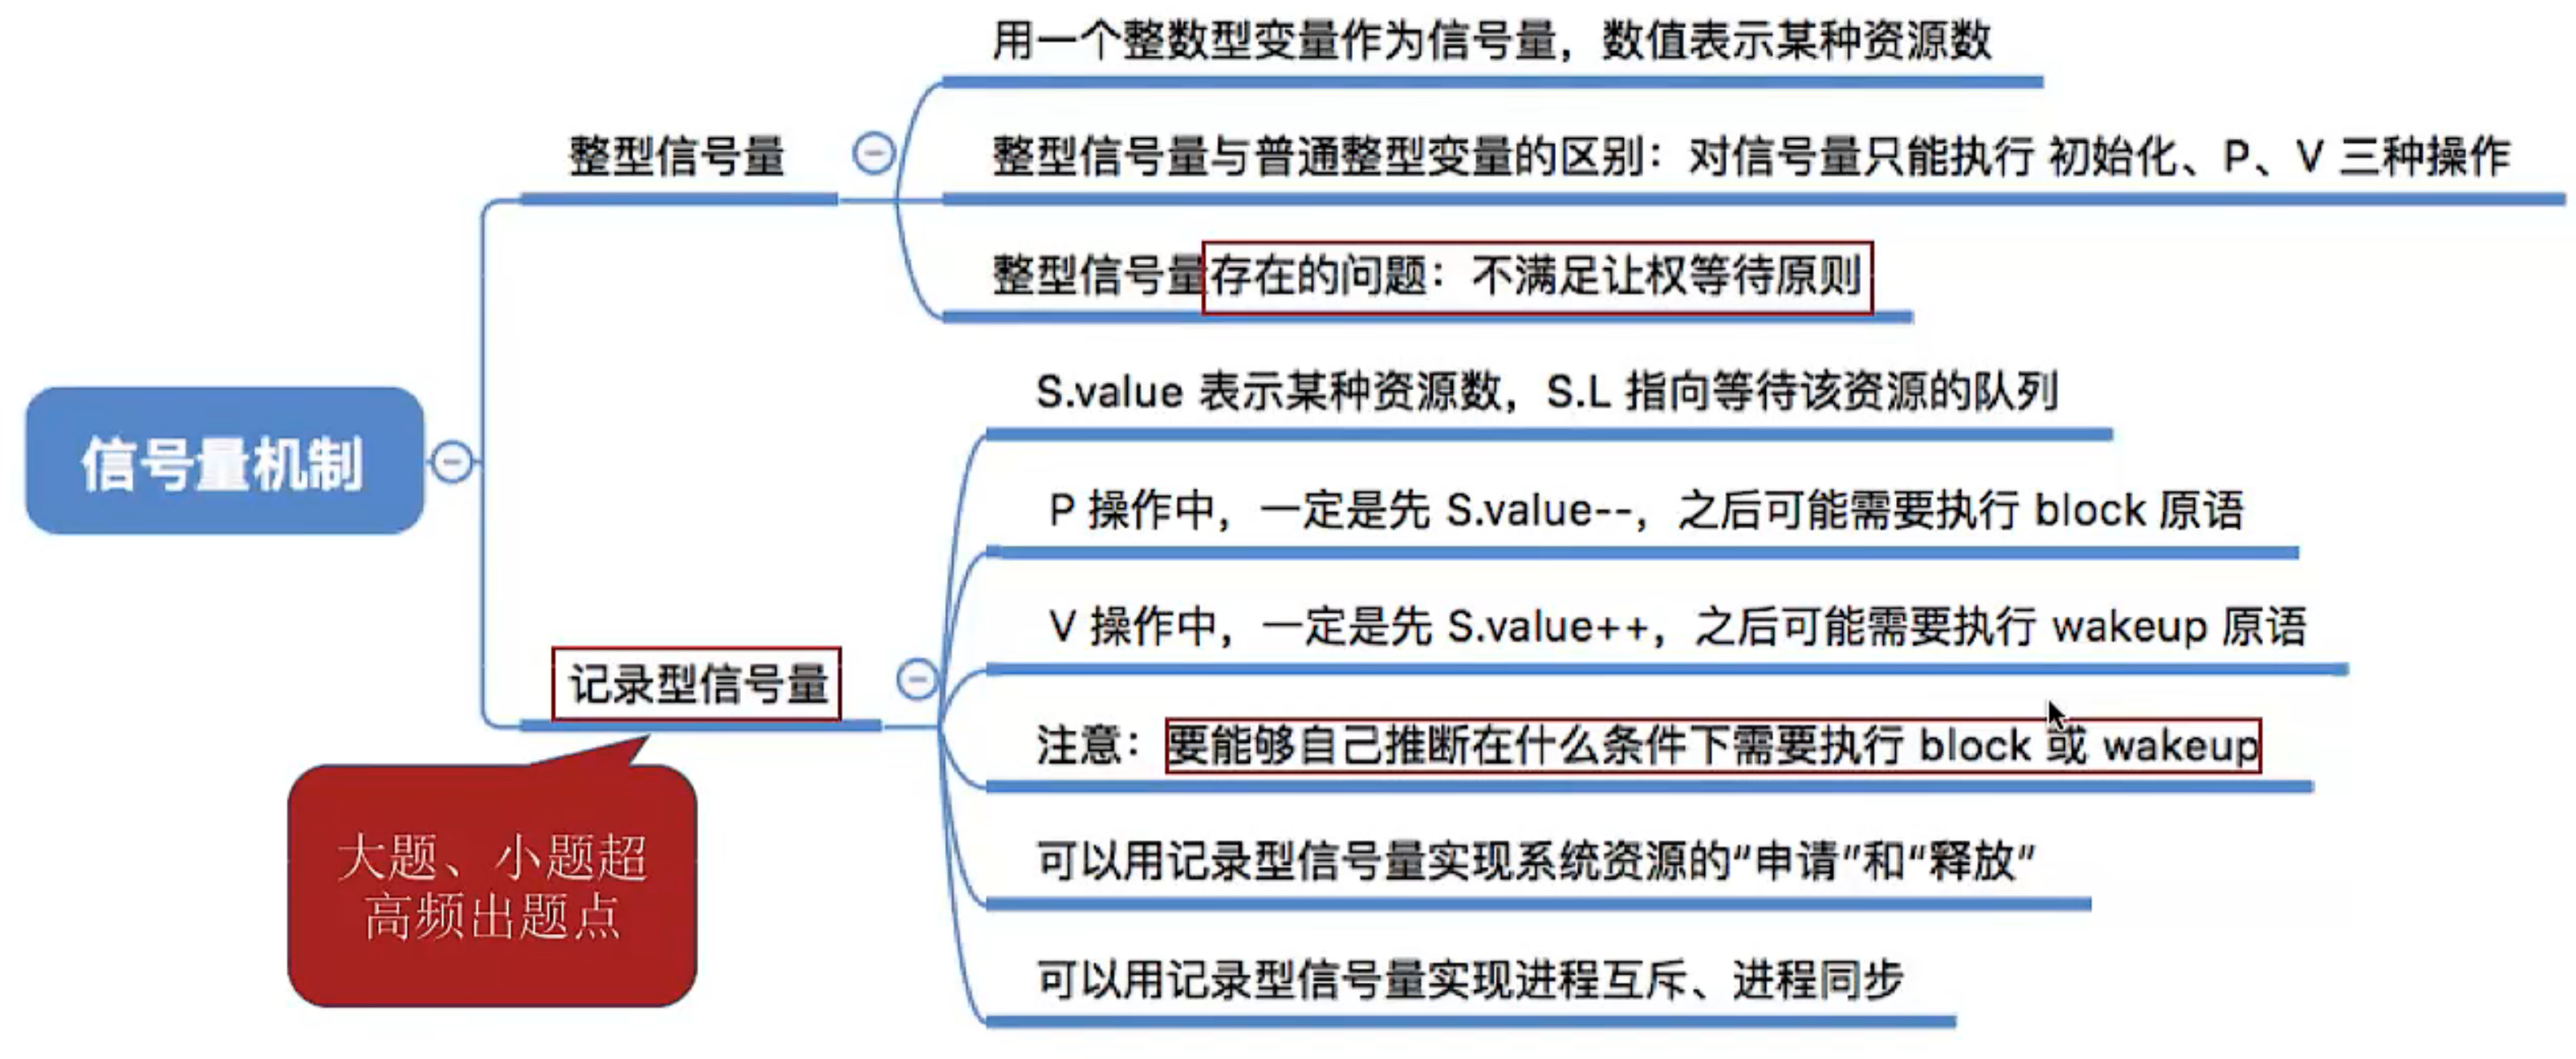 用一个整数型变量作为信号量，数值表示某种资源数
整型信号量
整型信号量与普通整型变量的区别：对信号量只能执行 初始化、P、V 三种操作
整型信号量存在的问题：不满足让权等待原则
信号量机制
S.value 表示某种资源数，S.L 指向等待该资源的队列
P 操作中，一定是先 S.value--，之后可能需要执行 block 原语
V 操作中，一定是先 S.value++，之后可能需要执行 wakeup 原语
记录型信号量
注意：要能够自己推断在什么条件下需要执行 block 或 wakeup
可以用记录型信号量实现系统资源的“申请”和“释放”
可以用记录型信号量实现进程互斥、进程同步
大题、小题超
高频出题点